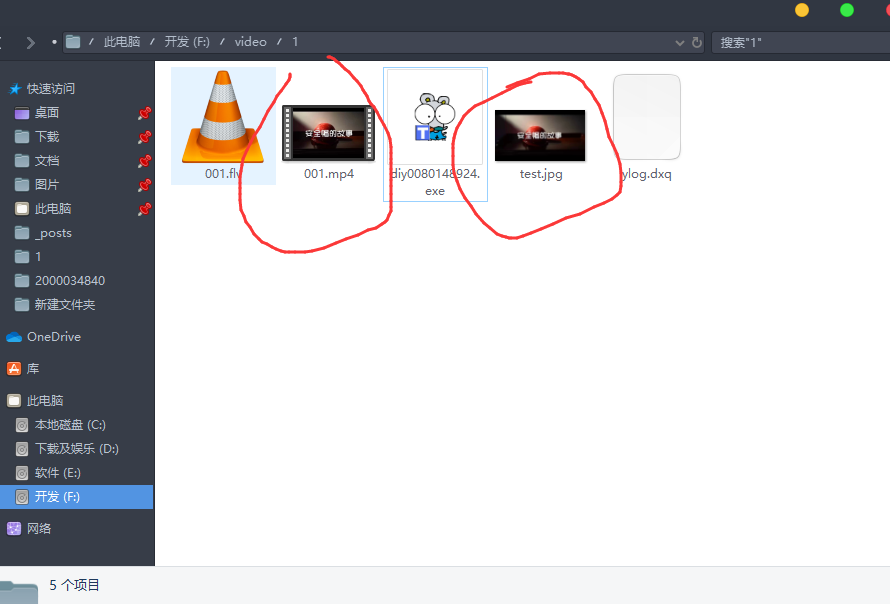 此电脑 / 开发 (F:) / video / 1
搜索"1"
快速访问
桌面
下载
文档
图片
此电脑
_posts
1
2000034840
新建文件夹
OneDrive
库
此电脑
本地磁盘 (C:)
下载及娱乐 (D:)
软件 (E:)
开发 (F:)
网络
安全帽的故事
安全帽的故事
001.flv
001.mp4
diy0080148924.
exe
test.jpg
ylog.dxq
5 个项目